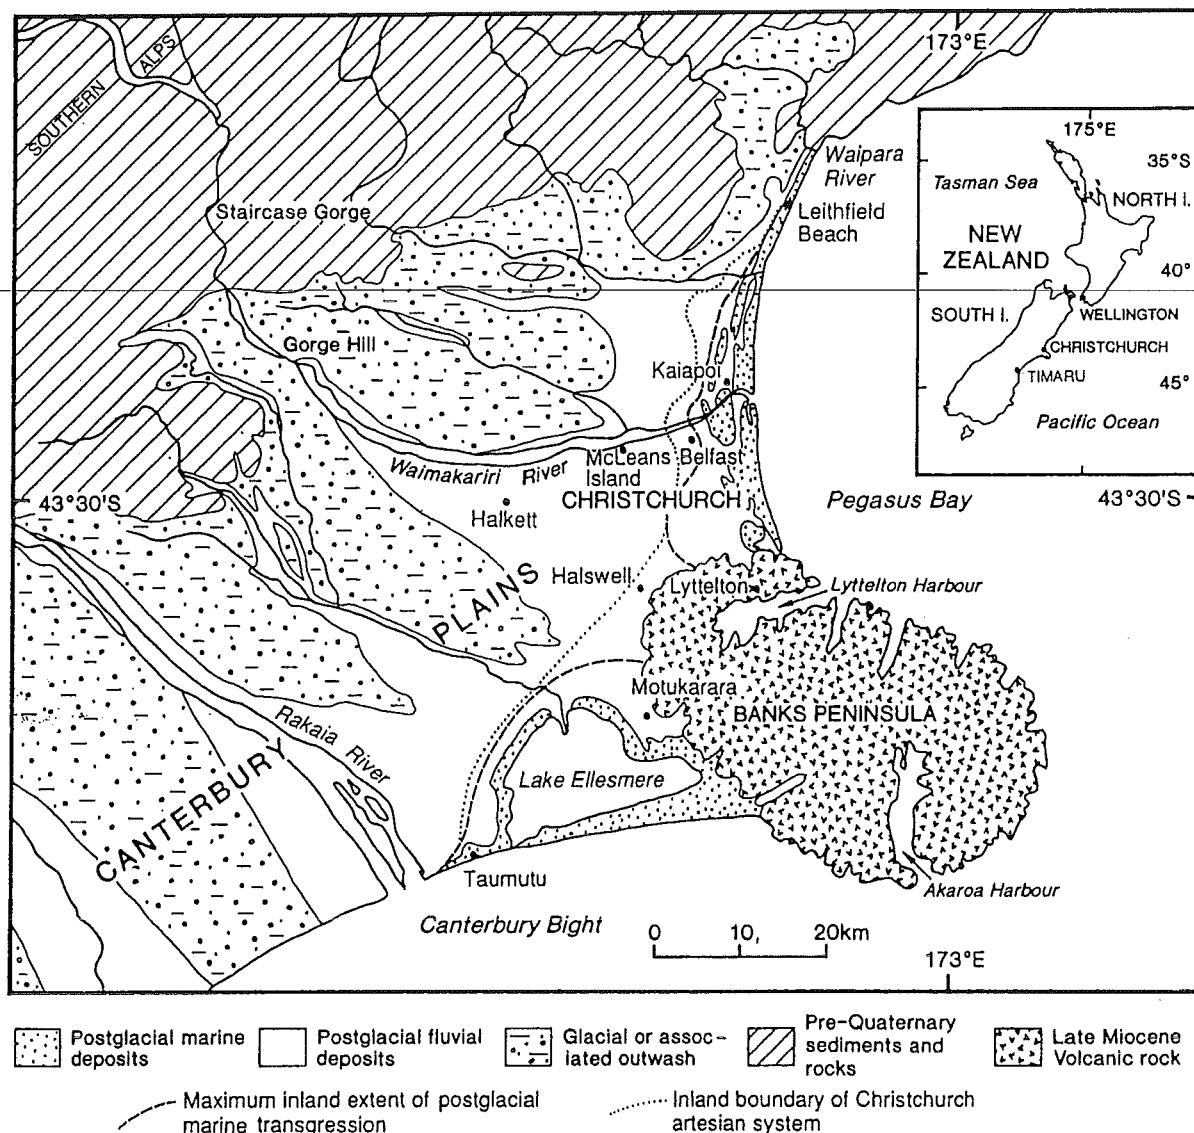 173°E
SOUTHERN ALPS
Waipara
River
Leithfield
Beach
Staircase Gorge
Gorge Hill
Kaiapoi
Waimakariri River
McLeans
Island
Belfast
CHRISTCHURCH
43°30'S
Halkett
Pegasus Bay
43°30'S
Halswell
Lyttelton
Lyttelton Harbour
PLAINS
Motukarara
BANKS PENINSULA
Rakaia River
CANTERBURY
Lake Ellesmere
Taumutu
Akaroa Harbour
Canterbury Bight
0 10, 20km
173°E
175°E
35°S
Tasman Sea
NORTH I.
NEW
ZEALAND
40°
SOUTH I.
WELLINGTON
CHRISTCHURCH
TIMARU
45°
Pacific Ocean
Postglacial marine
deposits
Postglacial fluvial
deposits
Glacial or assoc-
iated outwash
Pre-Quaternary
sediments and
rocks
Late Miocene
Volcanic rock
Maximum inland extent of postglacial
marine transgression
Inland boundary of Christchurch
artesian system